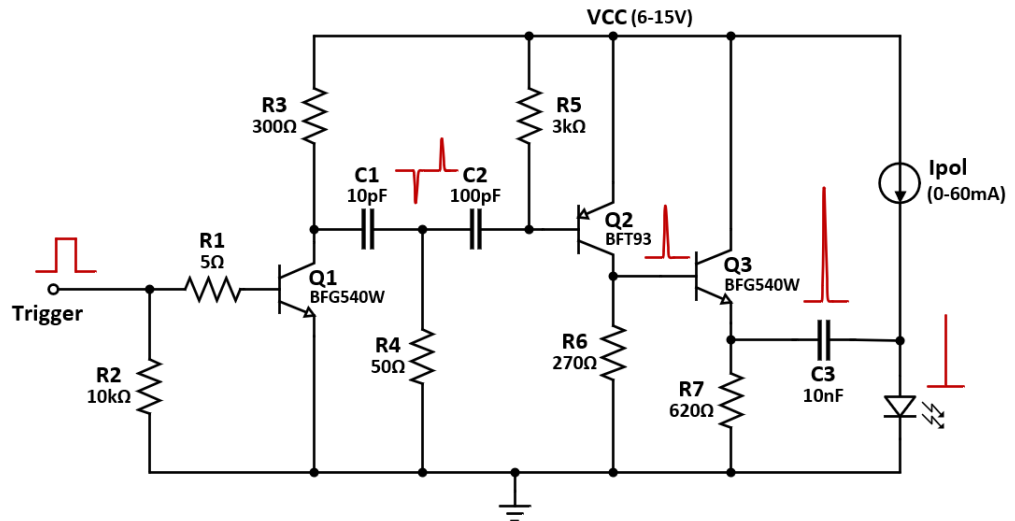 VCC (6-15V)
R3
300Ω
R5
3kΩ
C1
10pF
C2
100pF
Ipol
(0-60mA)
Q2
BFT93
R1
5Ω
Q1
BFG540W
Q3
BFG540W
Trigger
R2
10kΩ
R4
50Ω
R6
270Ω
R7
620Ω
C3
10nF